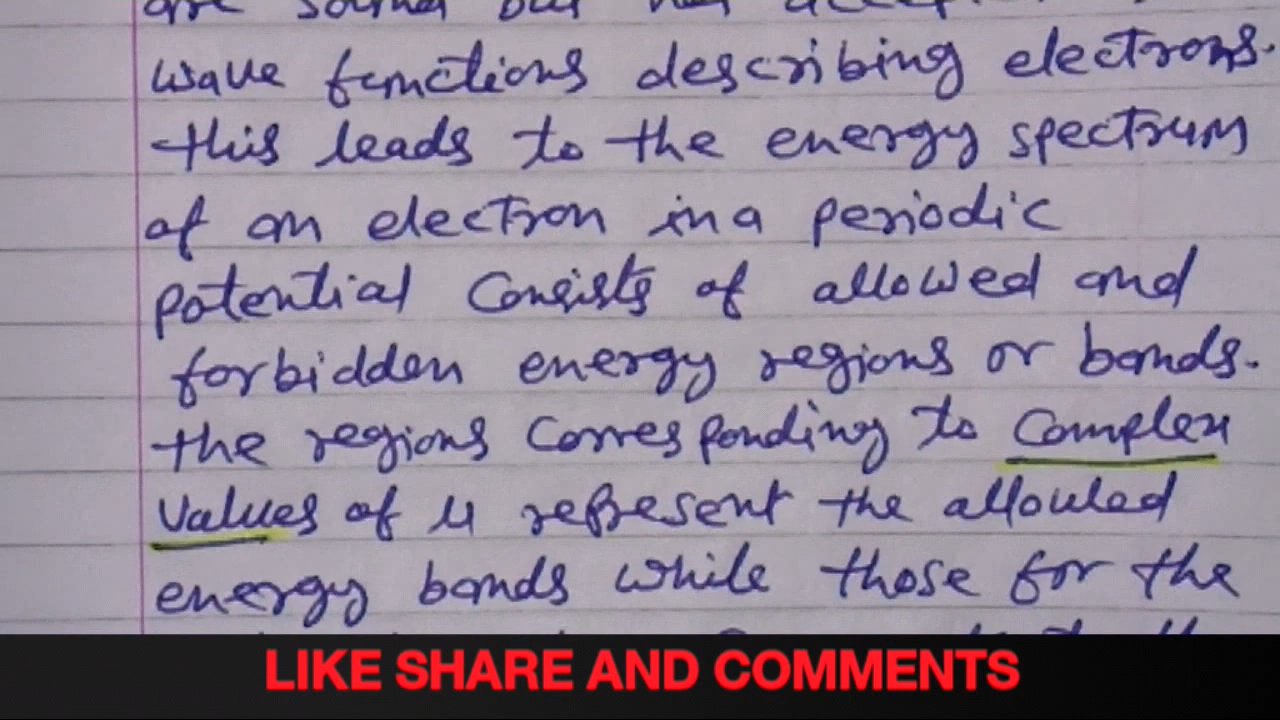 wave functions describing electrons.
this leads to the energy spectrum
of an electron in a periodic
potential consists of allowed and
forbidden energy regions or bonds.
the regions corresponding to complex
values of μ represent the allowed
energy bonds while those for the
LIKE SHARE AND COMMENTS